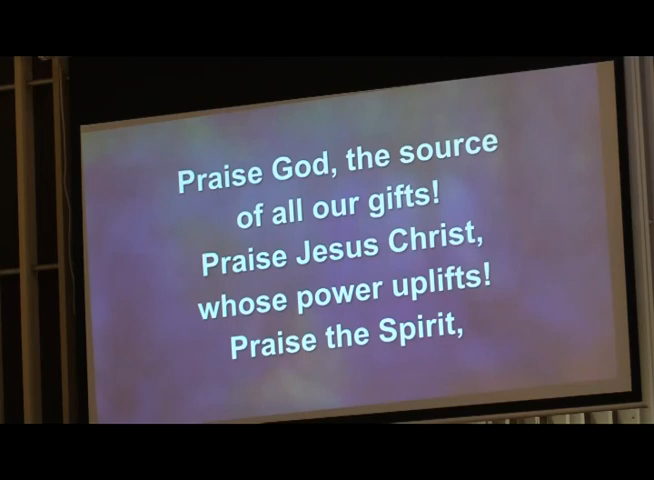 Praise God, the source
of all our gifts!
Praise Jesus Christ,
whose power uplifts!
Praise the Spirit,